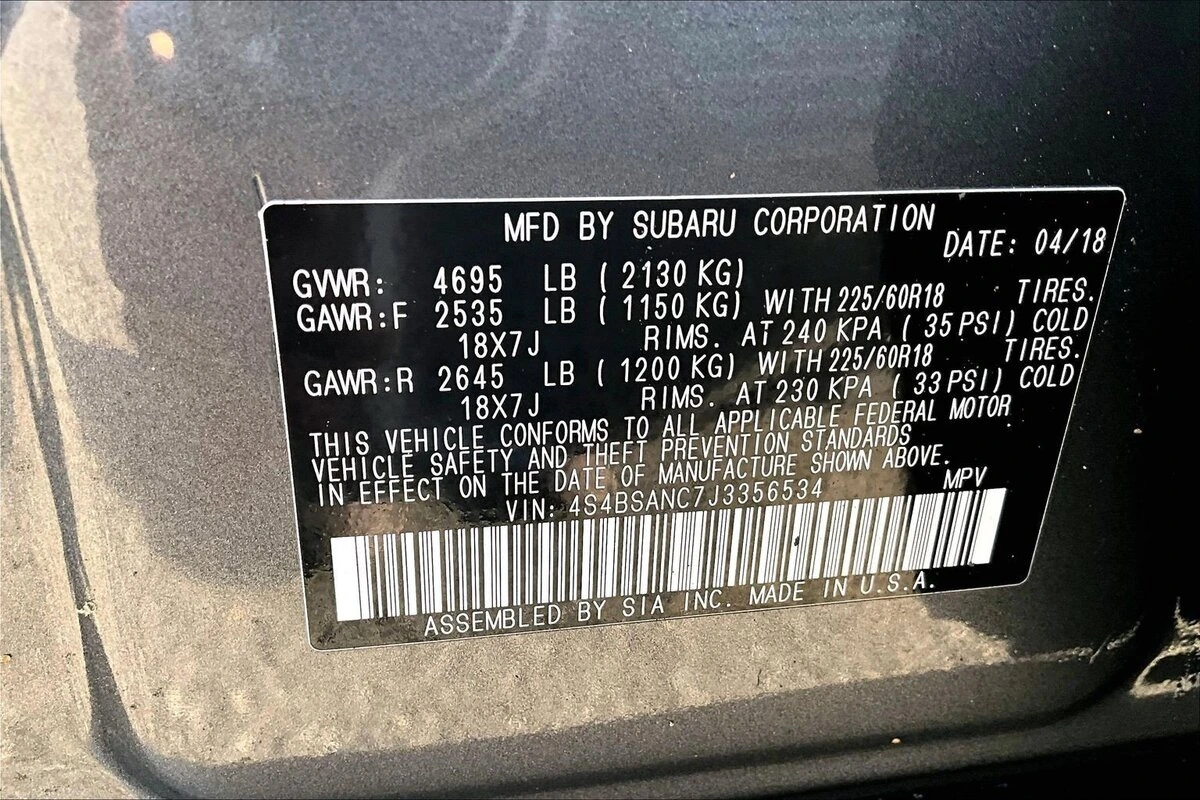 MFD BY SUBARU CORPORATION
DATE: 04/18
GVWR: 4695 LB ( 2130 KG)
GAWR:F 2535 LB ( 1150 KG) WITH 225/60R18 TIRES.
18X7J RIMS. AT 240 KPA ( 35 PSI) COLD
GAWR:R 2645 LB ( 1200 KG) WITH 225/60R18 TIRES.
18X7J RIMS. AT 230 KPA ( 33 PSI) COLD
THIS VEHICLE CONFORMS TO ALL APPLICABLE FEDERAL MOTOR
VEHICLE SAFETY AND THEFT PREVENTION STANDARDS
IN EFFECT ON THE DATE OF MANUFACTURE SHOWN ABOVE.
VIN: 4S4BSANC7J3356534 MPV
ASSEMBLED BY SIA INC. MADE IN U.S.A.